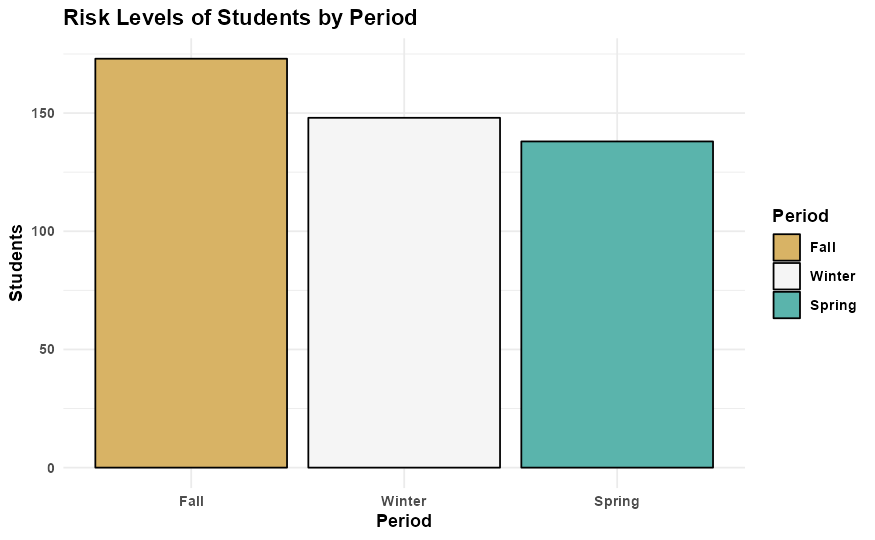 Risk Levels of Students by Period
Students
150
100
50
0
Fall
Winter
Spring
Period
Period
Fall
Winter
Spring